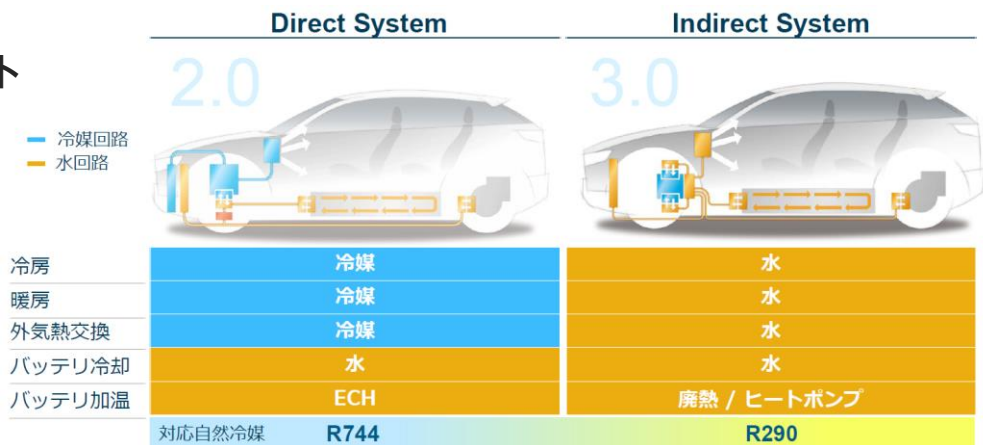 Direct System
Indirect System
ト
2.0
3.0
冷媒回路
水回路
冷房 冷媒 水
暖房 冷媒 水
外気熱交換 冷媒 水
バッテリ冷却 水 水
バッテリ加温 ECH 廃熱 / ヒートポンプ
対応自然冷媒 R744 R290